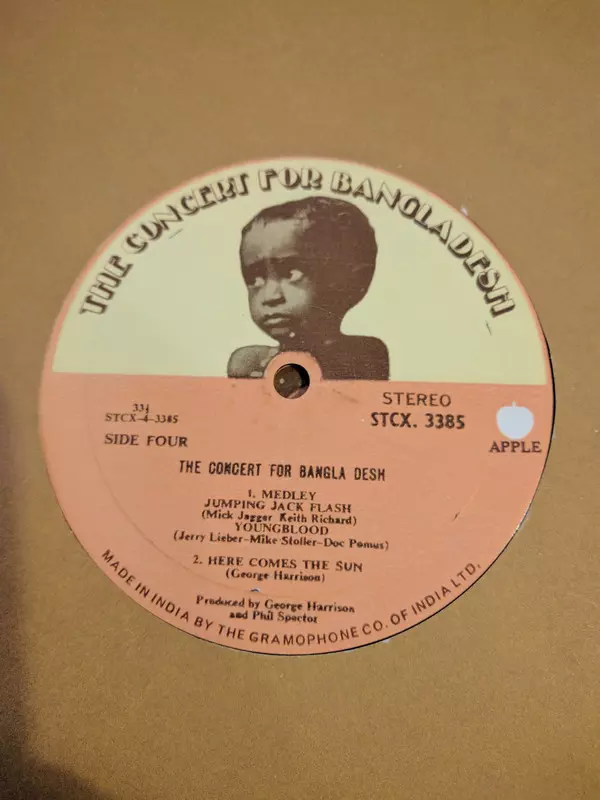 THE CONCERT FOR BANGLA DESH
33⅓
STCX-4-3385
SIDE FOUR
STEREO
STCX. 3385
APPLE
THE CONCERT FOR BANGLA DESH
1. MEDLEY
JUMPING JACK FLASH
(Mick Jagger Keith Richard)
YOUNGBLOOD
(Jerry Lieber-Mike Stoller-Doc Pomus)
2. HERE COMES THE SUN
(George Harrison)
Produced by George Harrison
and Phil Spector
MADE IN INDIA BY THE GRAMOPHONE CO. OF INDIA LTD.